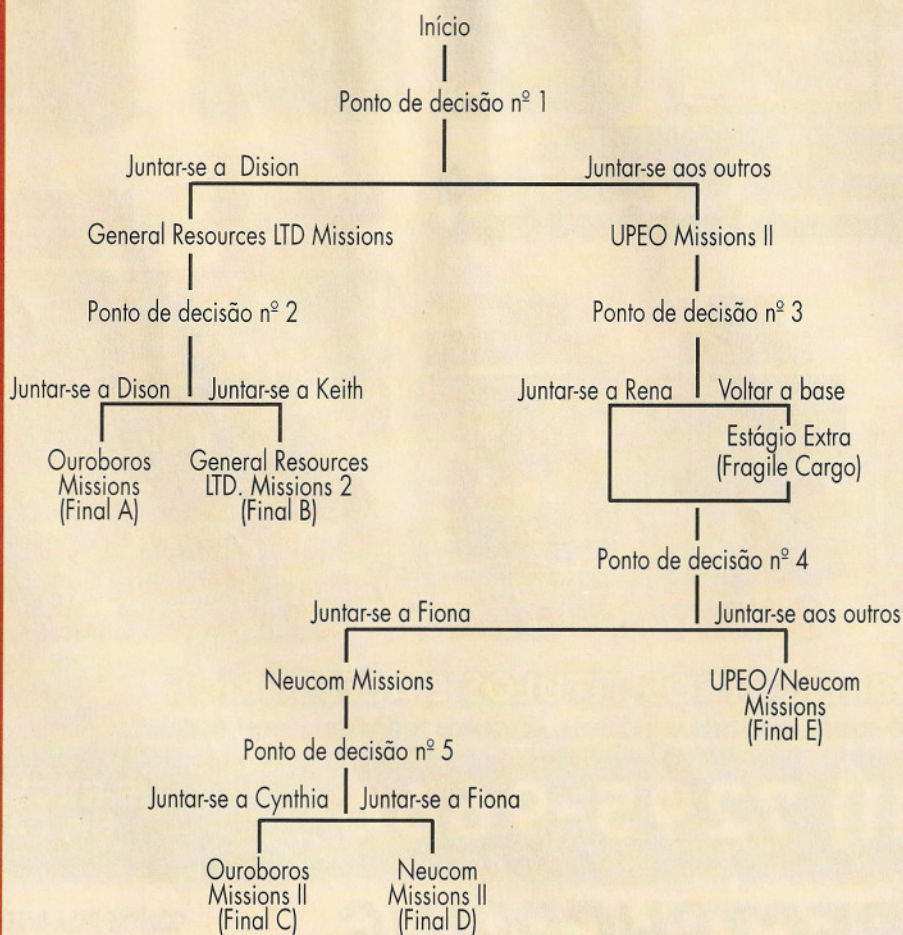 Início
Ponto de decisão nº 1
Juntar-se a Dision
Juntar-se aos outros
General Resources LTD Missions
UPEO Missions II
Ponto de decisão nº 2
Ponto de decisão nº 3
Juntar-se a Dison
Juntar-se a Keith
Juntar-se a Rena
Voltar a base
Ouroboros
Missions
(Final A)
General Resources
LTD. Missions 2
(Final B)
Estágio Extra
(Fragile Cargo)
Ponto de decisão nº 4
Juntar-se a Fiona
Juntar-se aos outros
Neucom Missions
UPEO/Neucom
Missions
(Final E)
Ponto de decisão nº 5
Juntar-se a Cynthia
Juntar-se a Fiona
Ouroboros
Missions II
(Final C)
Neucom
Missions II
(Final D)